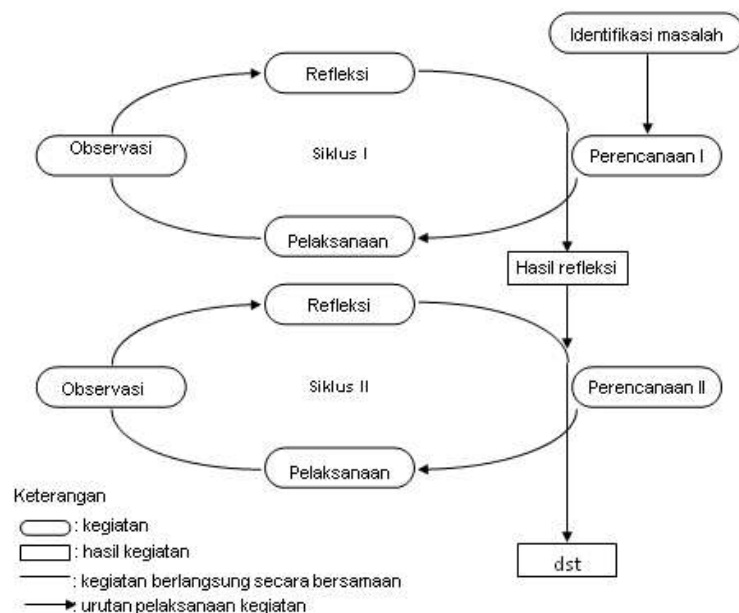 Identifikasi masalah
Refleksi
Observasi
Siklus I
Perencanaan I
Pelaksanaan
Hasil refleksi
Refleksi
Observasi
Siklus II
Perencanaan II
Pelaksanaan
Keterangan
: kegiatan
: hasil kegiatan
dst
: kegiatan berlangsung secara bersamaan
: urutan pelaksanaan kegiatan